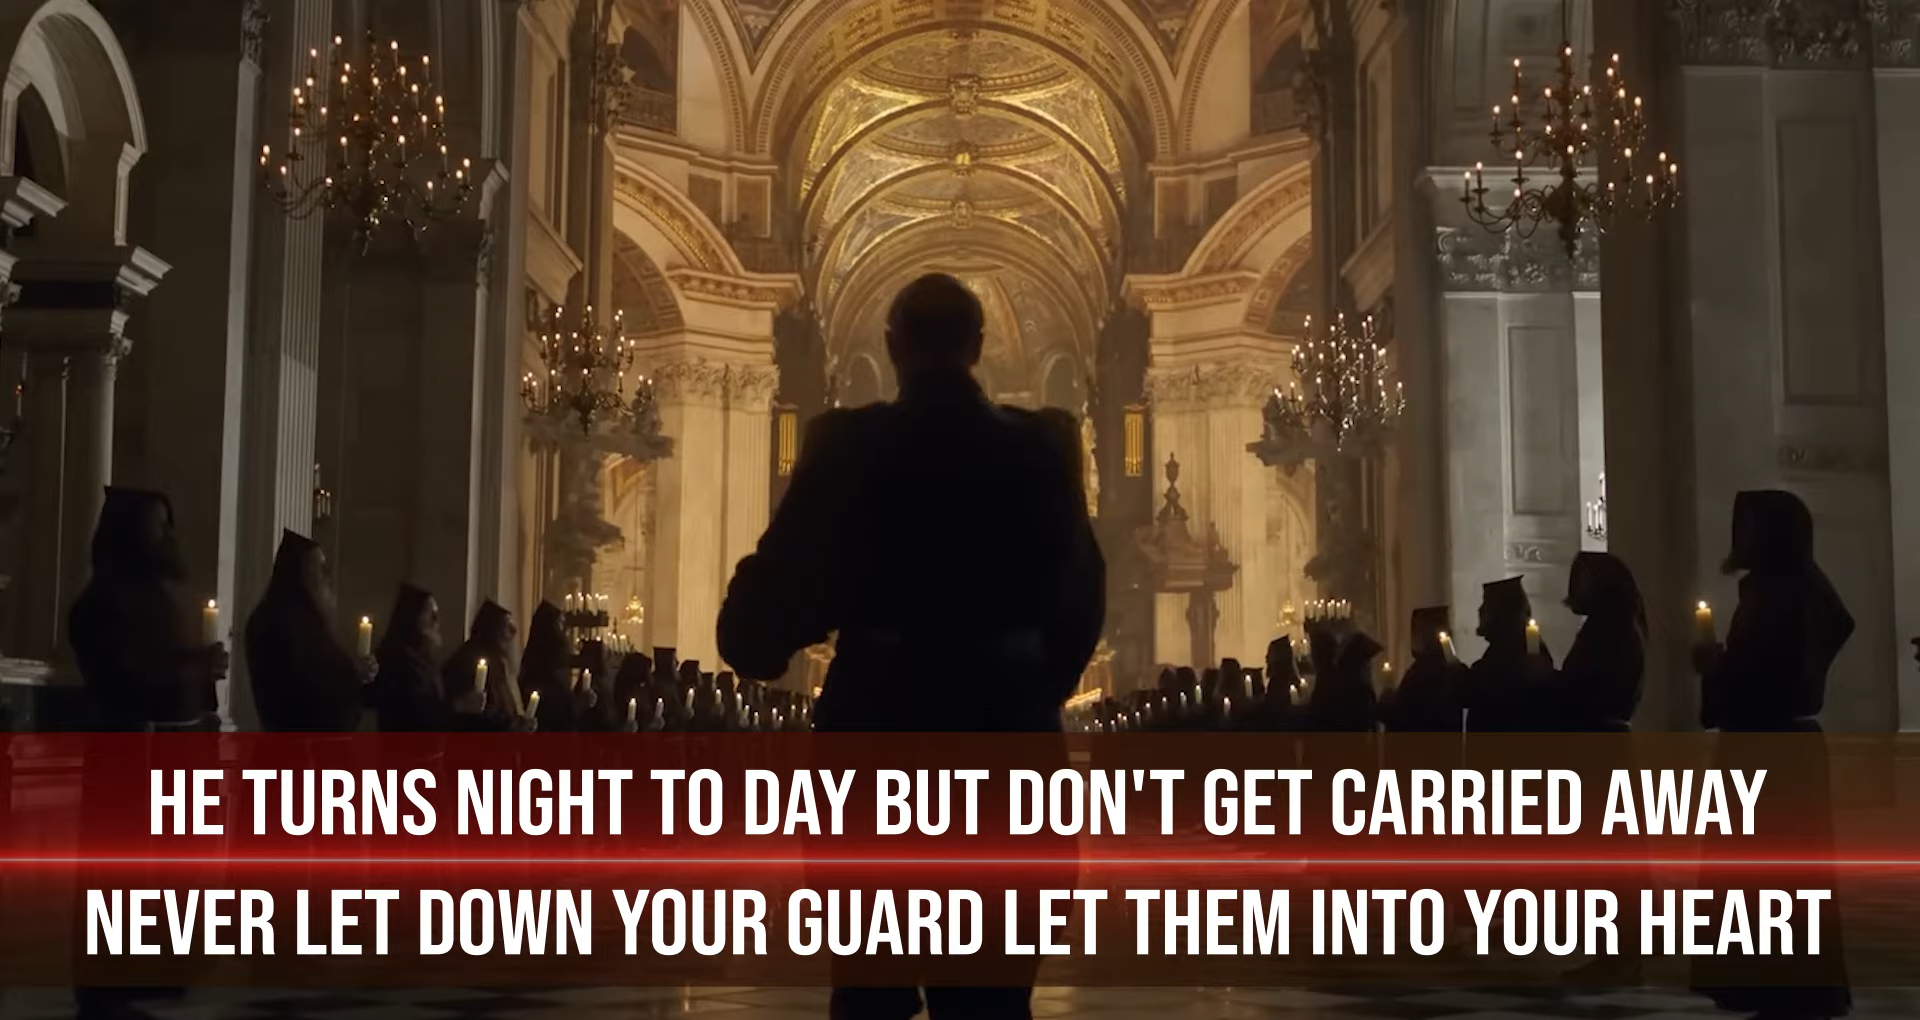 HE TURNS NIGHT TO DAY BUT DON'T GET CARRIED AWAY
NEVER LET DOWN YOUR GUARD LET THEM INTO YOUR HEART